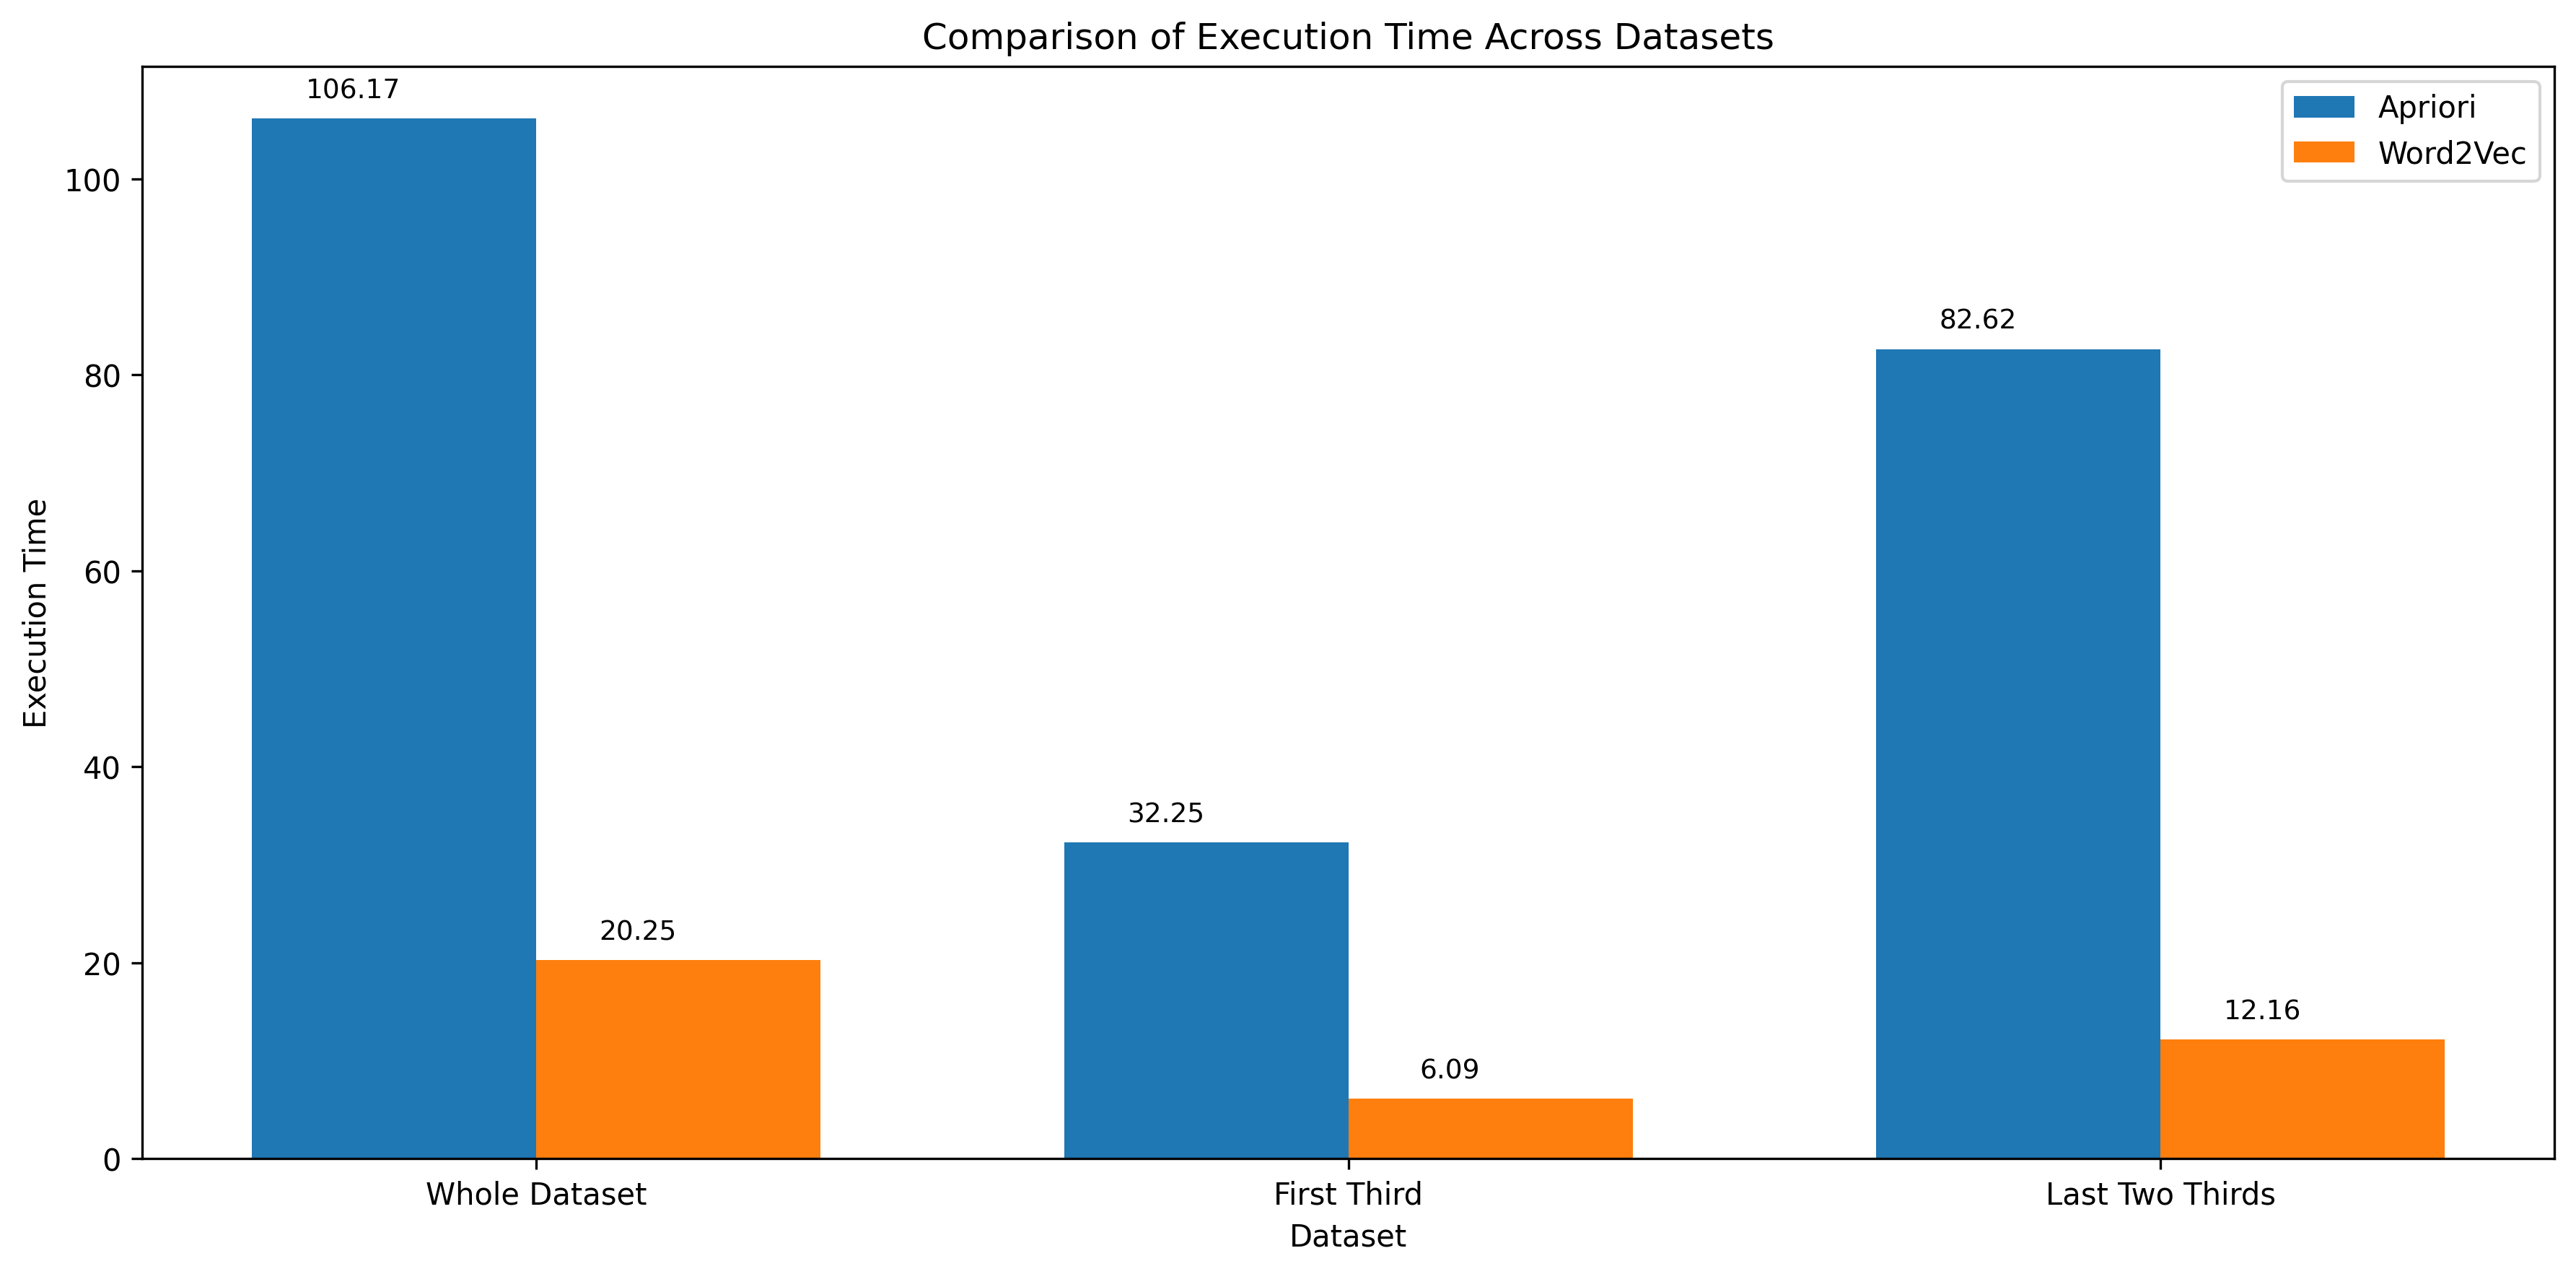 Comparison of Execution Time Across Datasets
106.17
Apriori
Word2Vec
100
82.62
80
60
Execution Time
40
32.25
20.25
20
12.16
6.09
0
Whole Dataset
First Third
Last Two Thirds
Dataset